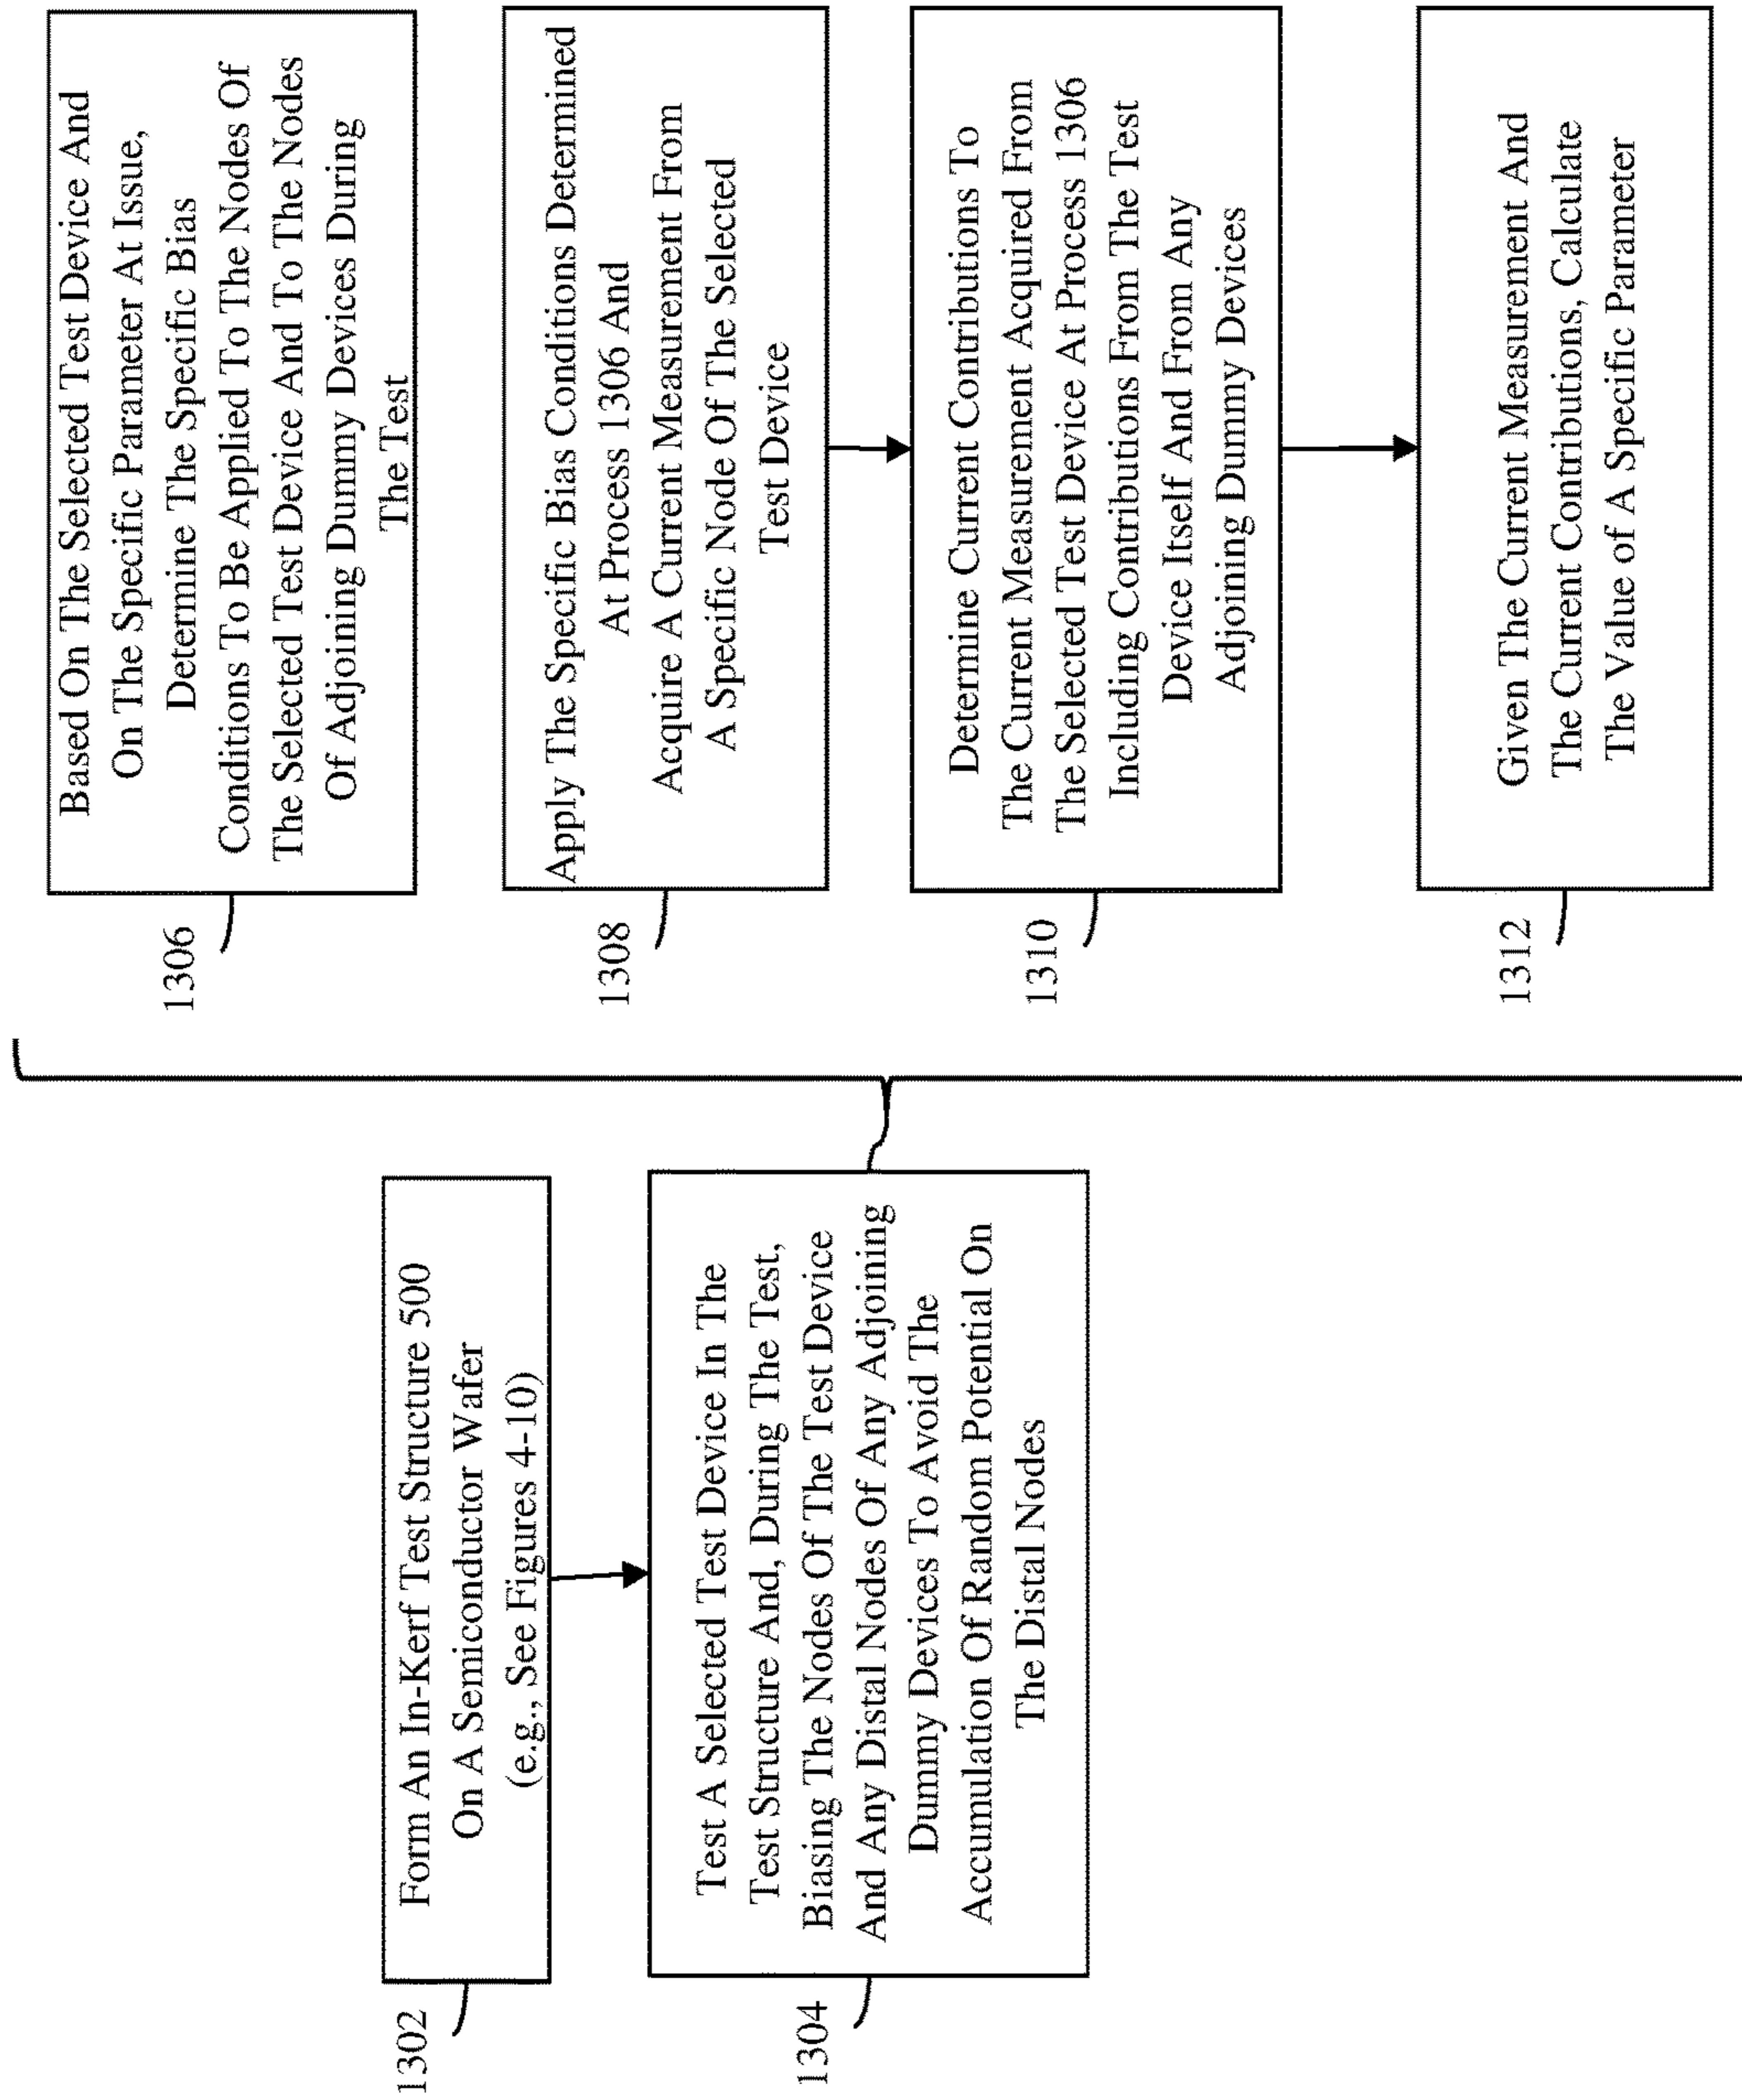 1302
Form An In-Kerf Test Structure 500
On A Semiconductor Wafer
(e.g., See Figures 4-10)
1304
Test A Selected Test Device In The
Test Structure And, During The Test,
Biasing The Nodes Of The Test Device
And Any Distal Nodes Of Any Adjoining
Dummy Devices To Avoid The
Accumulation Of Random Potential On
The Distal Nodes
1306
Based On The Selected Test Device And
On The Specific Parameter At Issue,
Determine The Specific Bias
Conditions To Be Applied To The Nodes Of
The Selected Test Device And To The Nodes
Of Adjoining Dummy Devices During
The Test
1308
Apply The Specific Bias Conditions Determined
At Process 1306 And
Acquire A Current Measurement From
A Specific Node Of The Selected
Test Device
1310
Determine Current Contributions To
The Current Measurement Acquired From
The Selected Test Device At Process 1306
Including Contributions From The Test
Device Itself And From Any
Adjoining Dummy Devices
1312
Given The Current Measurement And
The Current Contributions, Calculate
The Value of A Specific Parameter